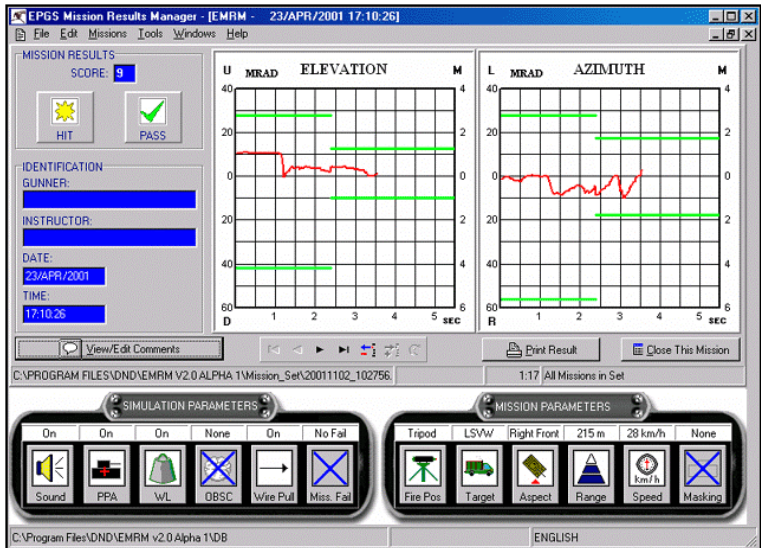 EPGS Mission Results Manager - [EMRM - 23/APR/2001 17:10:26]
File Edit Missions Tools Windows Help
MISSION RESULTS
SCORE: 9
HIT PASS
IDENTIFICATION
GUNNER:
INSTRUCTOR:
DATE:
23/APR/2001
TIME:
17:10:26
U MRAD ELEVATION M
40 4
20 2
0 0
20 2
40 4
60 6
1 2 3 4 5 SEC
D
L MRAD AZIMUTH M
40 4
20 2
0 0
20 2
40 4
60 6
1 2 3 4 5 SEC
R
View/Edit Comments Print Result Close This Mission
C:\PROGRAM FILES\DND\EMRM V2.0 ALPHA 1\Mission_Set\20011102_102756. 1:17 All Missions in Set
SIMULATION PARAMETERS
On On On None On No Fail
Sound PPA WL OBSC Wire Pull Miss. Fail
MISSION PARAMETERS
Tripod LSVW Right Front 215 m 28 km/h None
km/h
Fire Pos Target Aspect Range Speed Masking
C:\Program Files\DND\EMRM v2.0 Alpha 1\DB ENGLISH